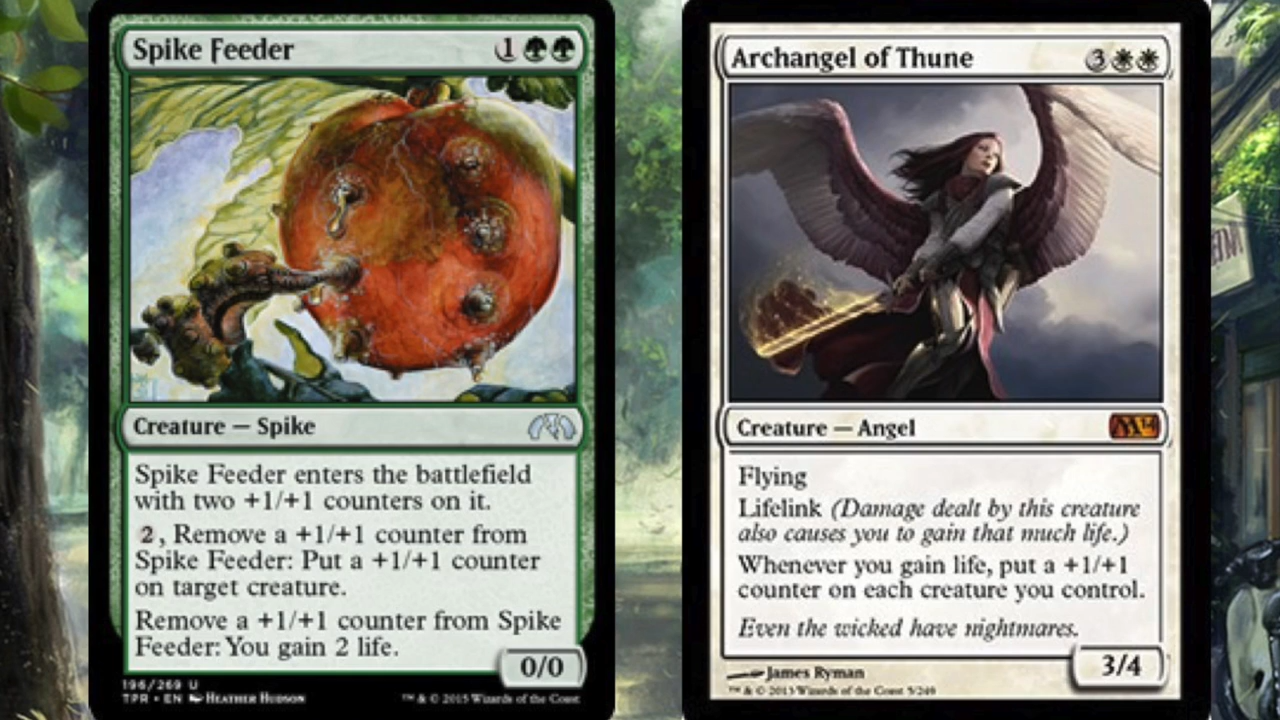 Spike Feeder 1
Creature — Spike
Spike Feeder enters the battlefield
with two +1/+1 counters on it.
2, Remove a +1/+1 counter from
Spike Feeder: Put a +1/+1 counter
on target creature.
Remove a +1/+1 counter from Spike
Feeder: You gain 2 life.
0/0
196/269 U
TPR • EN Heather Hudson
™ & © 2015 Wizards of the Coast
Archangel of Thune 3
Creature — Angel
M14
Flying
Lifelink (Damage dealt by this creature
also causes you to gain that much life.)
Whenever you gain life, put a +1/+1
counter on each creature you control.
Even the wicked have nightmares.
3/4
James Ryman
™ & © 2013 Wizards of the Coast 5/249